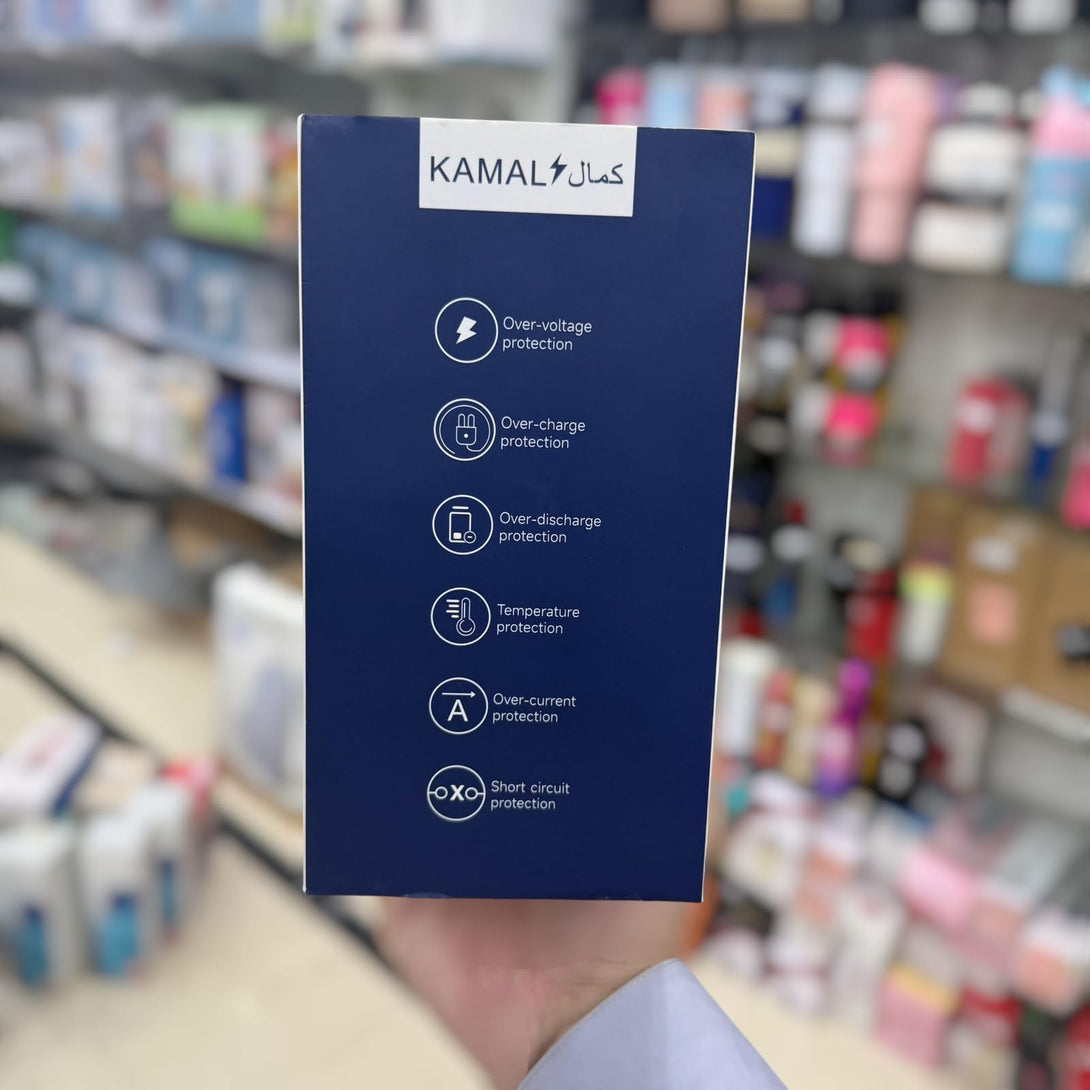 KAMAL كمال
Over-voltage
protection
Over-charge
protection
Over-discharge
protection
Temperature
protection
A
Over-current
protection
X
Short circuit
protection